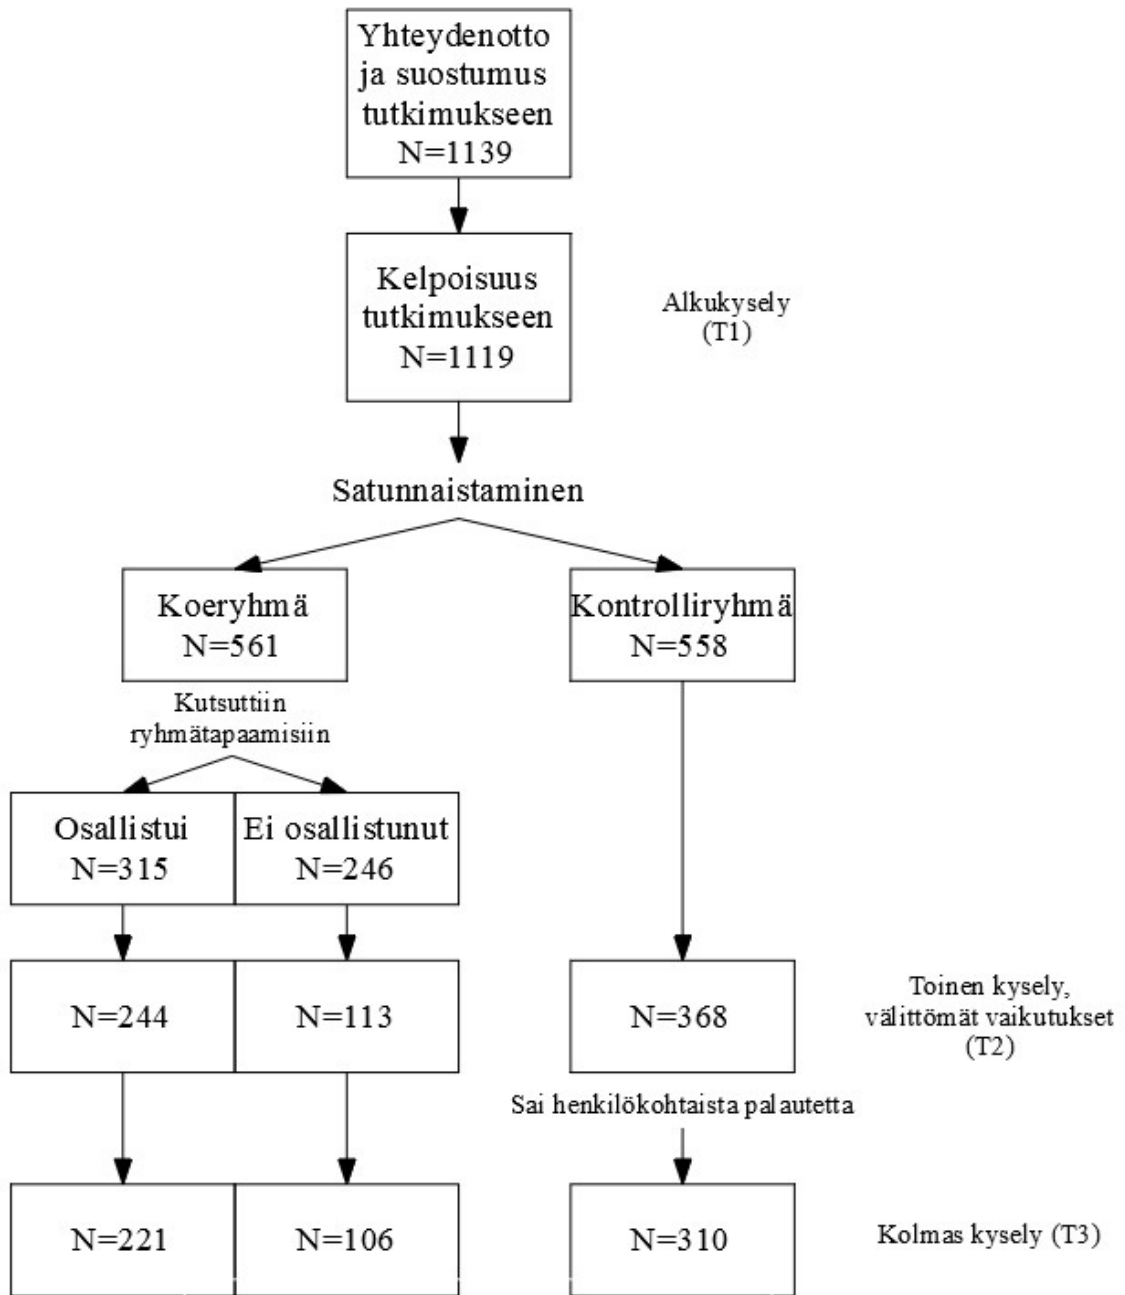 Yhteydenotto
ja suostumus
tutkimukseen
N=1139
Kelpoisuus
tutkimukseen
N=1119
Alkukysely
(T1)
Satunnaistaminen
Koeryhmä
N=561
Kontrolliryhmä
N=558
Kutsuttiin
ryhmätapaamisiin
Osallistui
N=315
Ei osallistunut
N=246
N=244
N=113
N=368
Toinen kysely,
välittömät vaikutukset
(T2)
Sai henkilökohtaista palautetta
N=221
N=106
N=310
Kolmas kysely (T3)